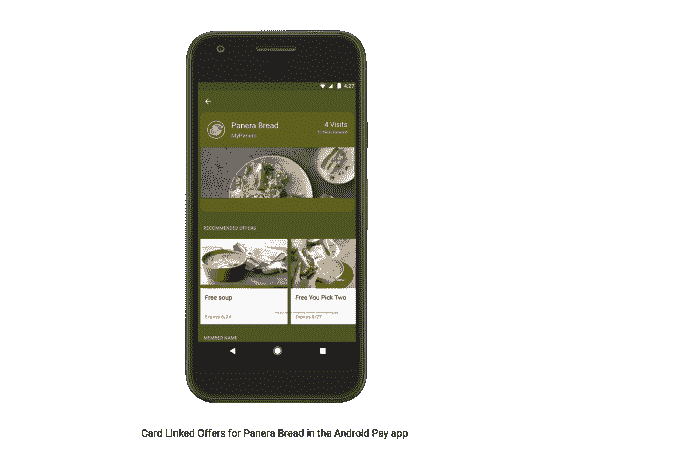 4:27
Panera Bread
4 Visits
MyPanera
RECOMMENDED OFFERS
Free soup
Free You Pick Two
Expires 6/24
Expires 6/27
MEMBER NAME
Card Linked Offers for Panera Bread in the Android Pay app